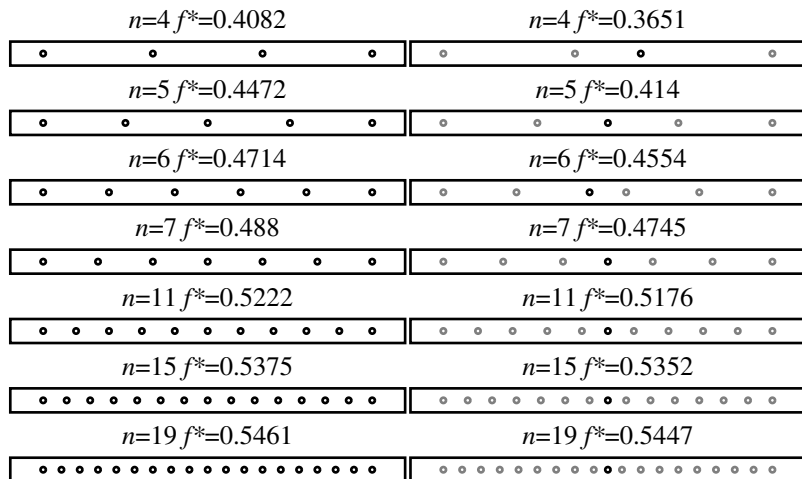 n=4 f*=0.4082
n=4 f*=0.3651
n=5 f*=0.4472
n=5 f*=0.414
n=6 f*=0.4714
n=6 f*=0.4554
n=7 f*=0.488
n=7 f*=0.4745
n=11 f*=0.5222
n=11 f*=0.5176
n=15 f*=0.5375
n=15 f*=0.5352
n=19 f*=0.5461
n=19 f*=0.5447